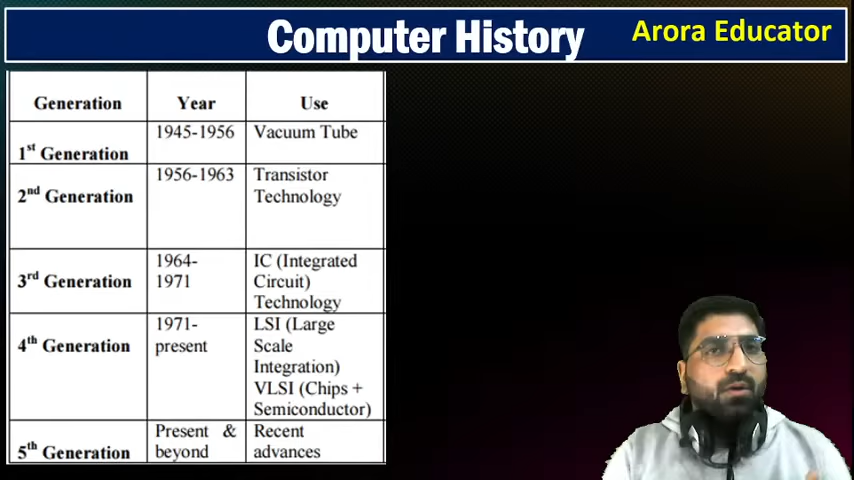 Computer History
Arora Educator
Generation Year Use
1st Generation 1945-1956 Vacuum Tube
2nd Generation 1956-1963 Transistor
Technology
3rd Generation 1964-
1971 IC (Integrated
Circuit)
Technology
4th Generation 1971-
present LSI (Large
Scale
Integration)
VLSI (Chips +
Semiconductor)
5th Generation Present &
beyond Recent
advances